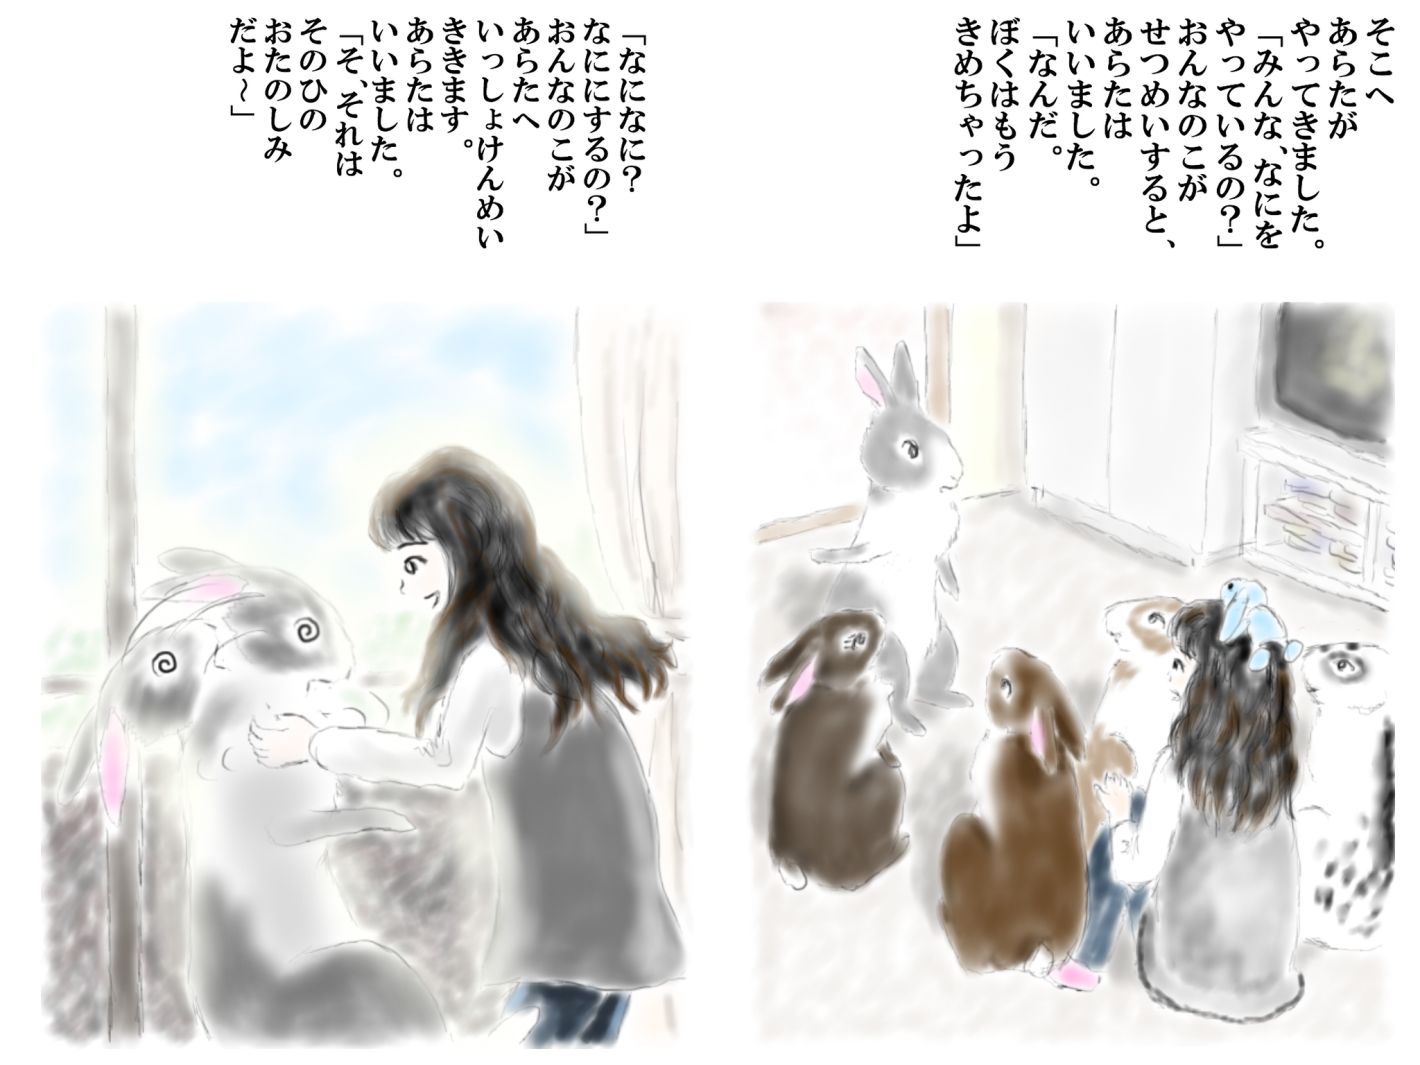 そこへ
あらたが
やってきました。
「みんな、なにを
やっているの？」
おんなのこが
せつめいすると、
あらたは
いいました。
「なんだ。
ぼくはもう
きめちゃったよ」
「なになに？
なににするの？」
おんなのこが
あらたへ
いっしょけんめい
ききます。
あらたは
いいました。
「そ、それは
そのひの
おたのしみ
だよ～」